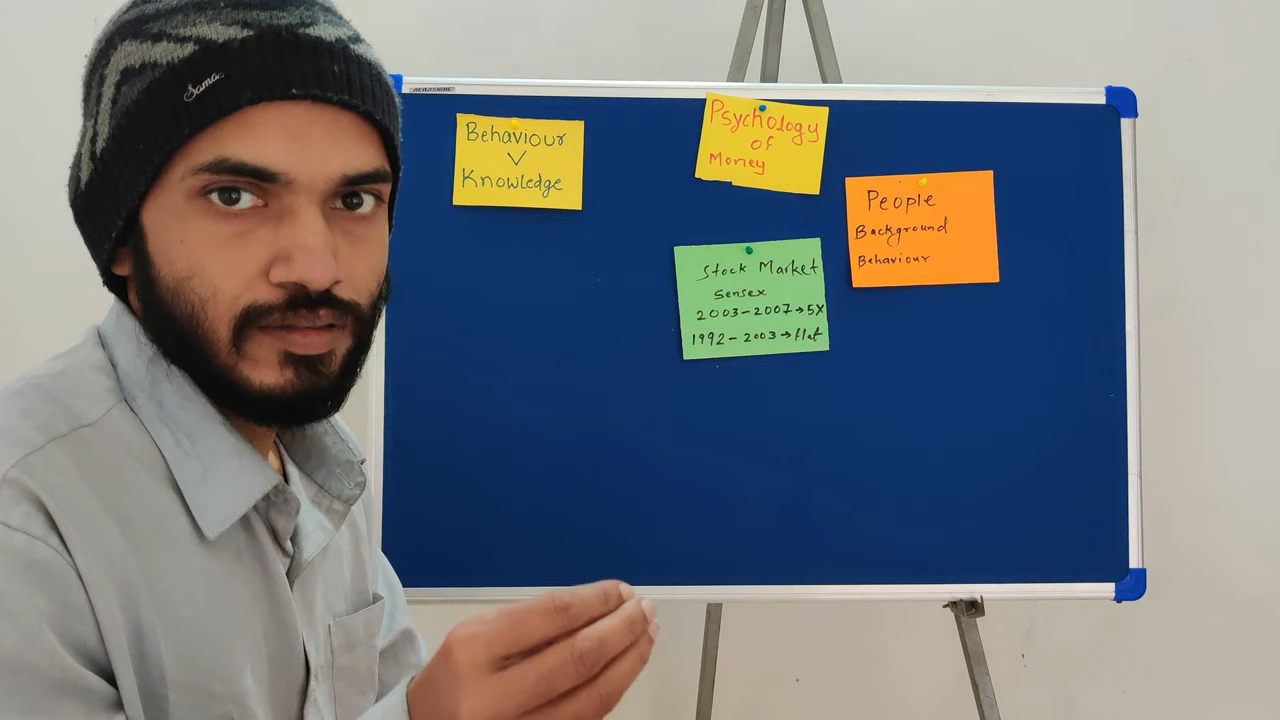 Sama
Behaviour
V
Knowledge
Psychology
of
Money
People
Background
Behaviour
Stock Market
Sensex
2003-2007→5X
1992-2003→flat